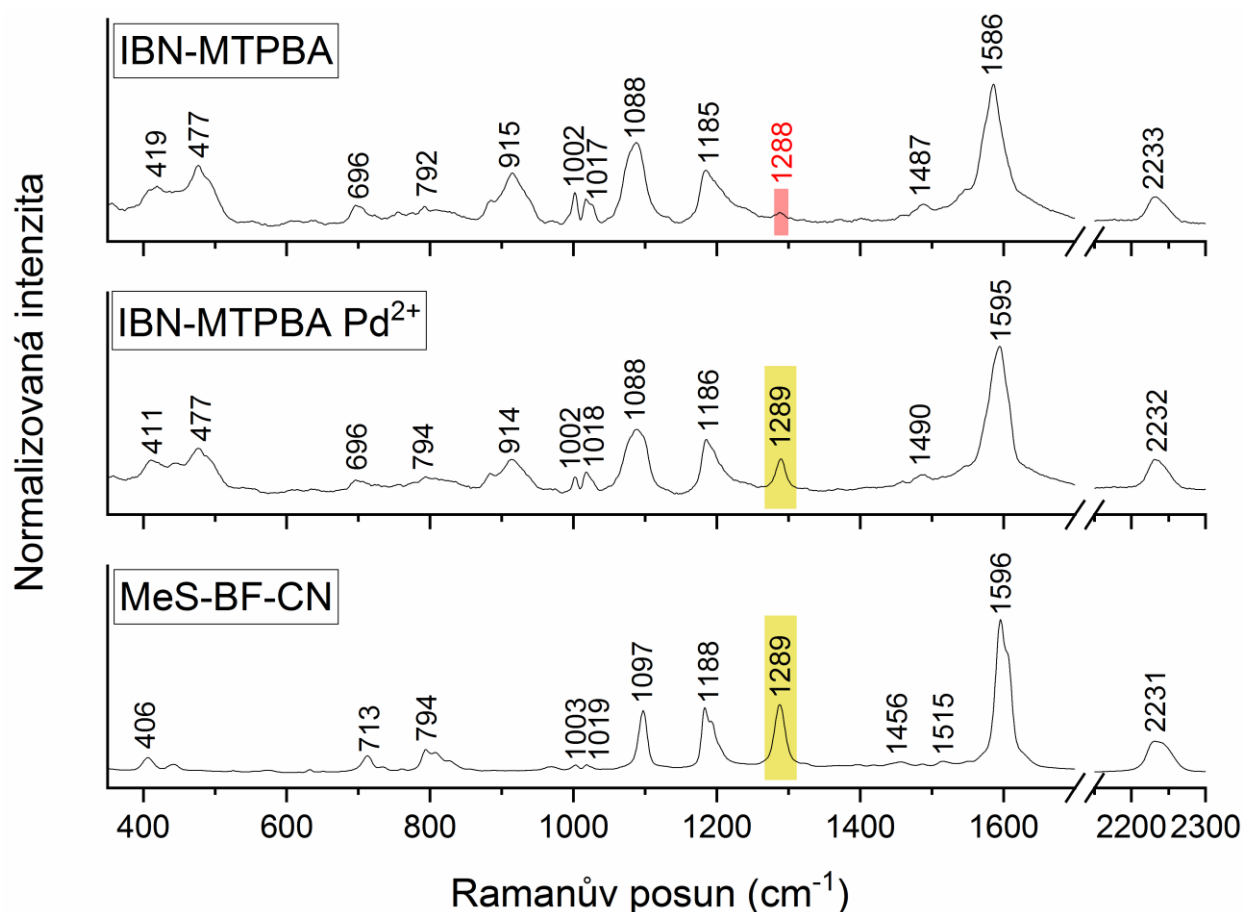 Normalizovaná intenzita
IBN-MTPBA
419 477 696 792 915 1002 1017 1088 1185 1288 1487 1586 2233
IBN-MTPBA Pd²⁺
411 477 696 794 914 1002 1018 1088 1186 1289 1490 1595 2232
MeS-BF-CN
406 713 794 1003 1019 1097 1188 1289 1456 1515 1596 2231
400 600 800 1000 1200 1400 1600 2200 2300
Ramanův posun (cm⁻¹)